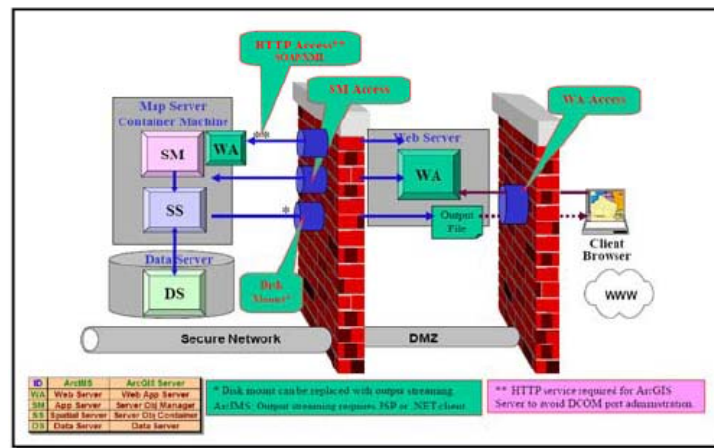 HTTP Access**
SOAP/XML
SM Access
WA Access
Map Server
Container Machine
**
WA
SM
Web Server
WA
SS
*
Output
File
Client
Browser
Data Server
DS
Disk
Mount*
WWW
Secure Network
DMZ
ID ArcIMS ArcGIS Server
WA Web Server Web App Server
SM App Server Server Obj Manager
SS Spatial Server Server Obj Container
DS Data Server Data Server
* Disk mount can be replaced with output streaming.
ArcIMS: Output streaming requires JSP or .NET client.
** HTTP service required for ArcGIS
Server to avoid DCOM port administration.